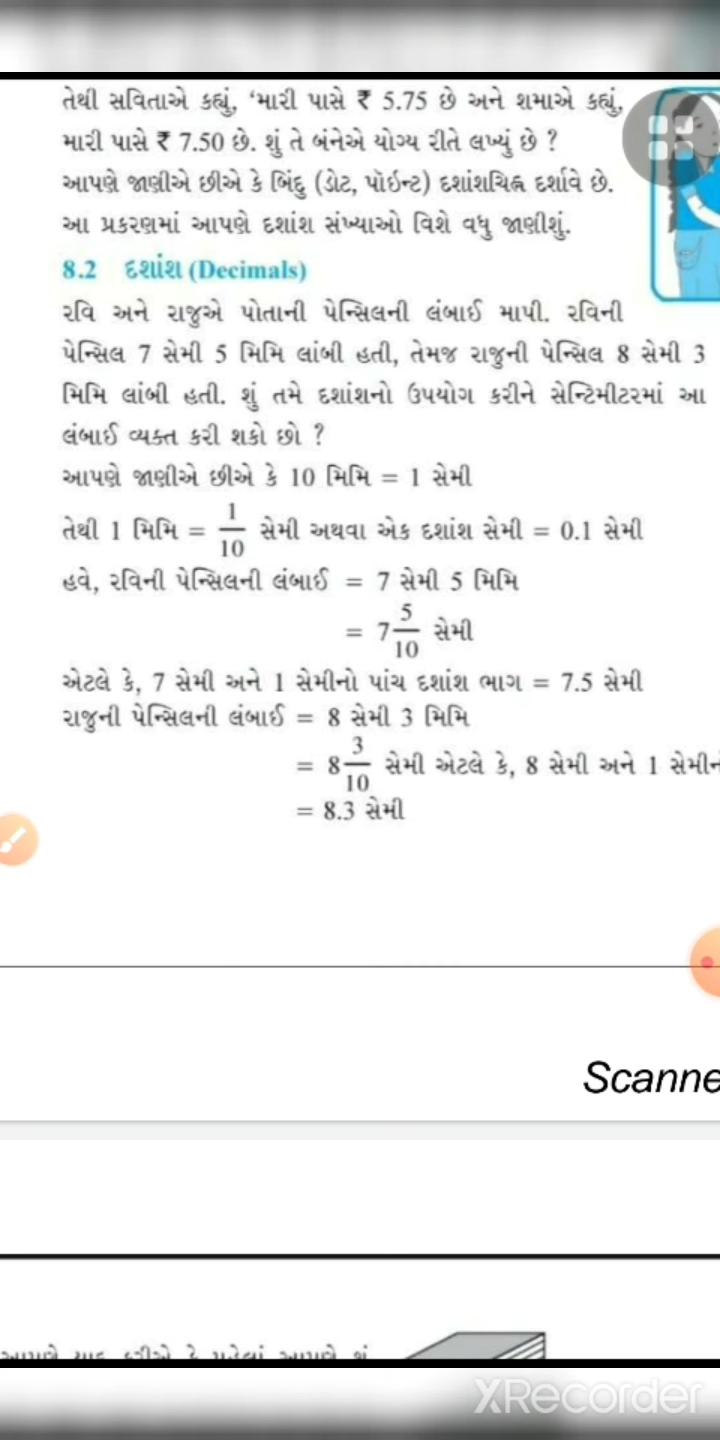 તેથી સવિતાએ કહ્યું, ‘મારી પાસે ₹ 5.75 છે અને શમાએ કહ્યું,
મારી પાસે ₹ 7.50 છે. શું તે બંનેએ યોગ્ય રીતે લખ્યું છે ?
આપણે જાણીએ છીએ કે બિંદુ (ડોટ, પૉઇન્ટ) દશાંશચિહ્ન દર્શાવે છે.
આ પ્રકરણમાં આપણે દશાંશ સંખ્યાઓ વિશે વધુ જાણીશું.
8.2 દશાંશ (Decimals)
રવિ અને રાજુએ પોતાની પેન્સિલની લંબાઈ માપી. રવિની
પેન્સિલ 7 સેમી 5 મિમિ લાંબી હતી, તેમજ રાજુની પેન્સિલ 8 સેમી 3
મિમિ લાંબી હતી. શું તમે દશાંશનો ઉપયોગ કરીને સેન્ટિમીટરમાં આ
લંબાઈ વ્યક્ત કરી શકો છો ?
આપણે જાણીએ છીએ કે 10 મિમિ = 1 સેમી
તેથી 1 મિમિ = 1/10 સેમી અથવા એક દશાંશ સેમી = 0.1 સેમી
હવે, રવિની પેન્સિલની લંબાઈ = 7 સેમી 5 મિમિ
= 7 5/10 સેમી
એટલે કે, 7 સેમી અને 1 સેમીનો પાંચ દશાંશ ભાગ = 7.5 સેમી
રાજુની પેન્સિલની લંબાઈ = 8 સેમી 3 મિમિ
= 8 3/10 સેમી એટલે કે, 8 સેમી અને 1 સેમીન
= 8.3 સેમી
Scanne
XRecorder